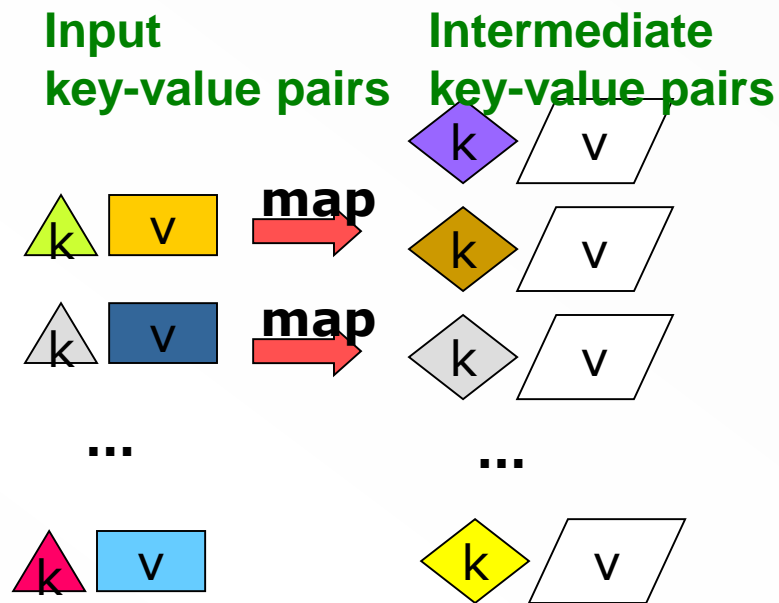 Input
key-value pairs
Intermediate
key-value pairs
k v
k v map k v
k v map k v
... ...
k v k v